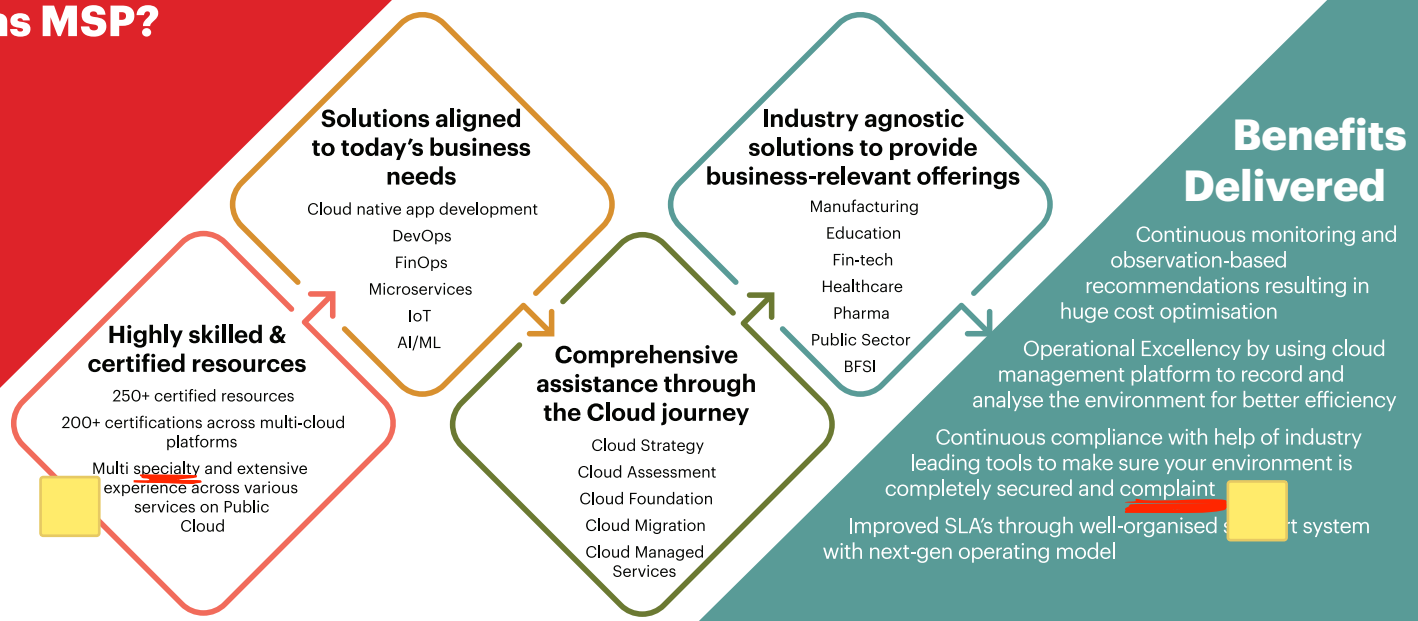 as MSP?
Highly skilled &
certified resources
250+ certified resources
200+ certifications across multi-cloud
platforms
Multi specialty and extensive
experience across various
services on Public
Cloud
Solutions aligned
to today’s business
needs
Cloud native app development
DevOps
FinOps
Microservices
IoT
AI/ML
Comprehensive
assistance through
the Cloud journey
Cloud Strategy
Cloud Assessment
Cloud Foundation
Cloud Migration
Cloud Managed
Services
Industry agnostic
solutions to provide
business-relevant offerings
Manufacturing
Education
Fin-tech
Healthcare
Pharma
Public Sector
BFSI
Benefits
Delivered
Continuous monitoring and
observation-based
recommendations resulting in
huge cost optimisation
Operational Excellency by using cloud
management platform to record and
analyse the environment for better efficiency
Continuous compliance with help of industry
leading tools to make sure your environment is
completely secured and complaint
Improved SLA’s through well-organised system
with next-gen operating model